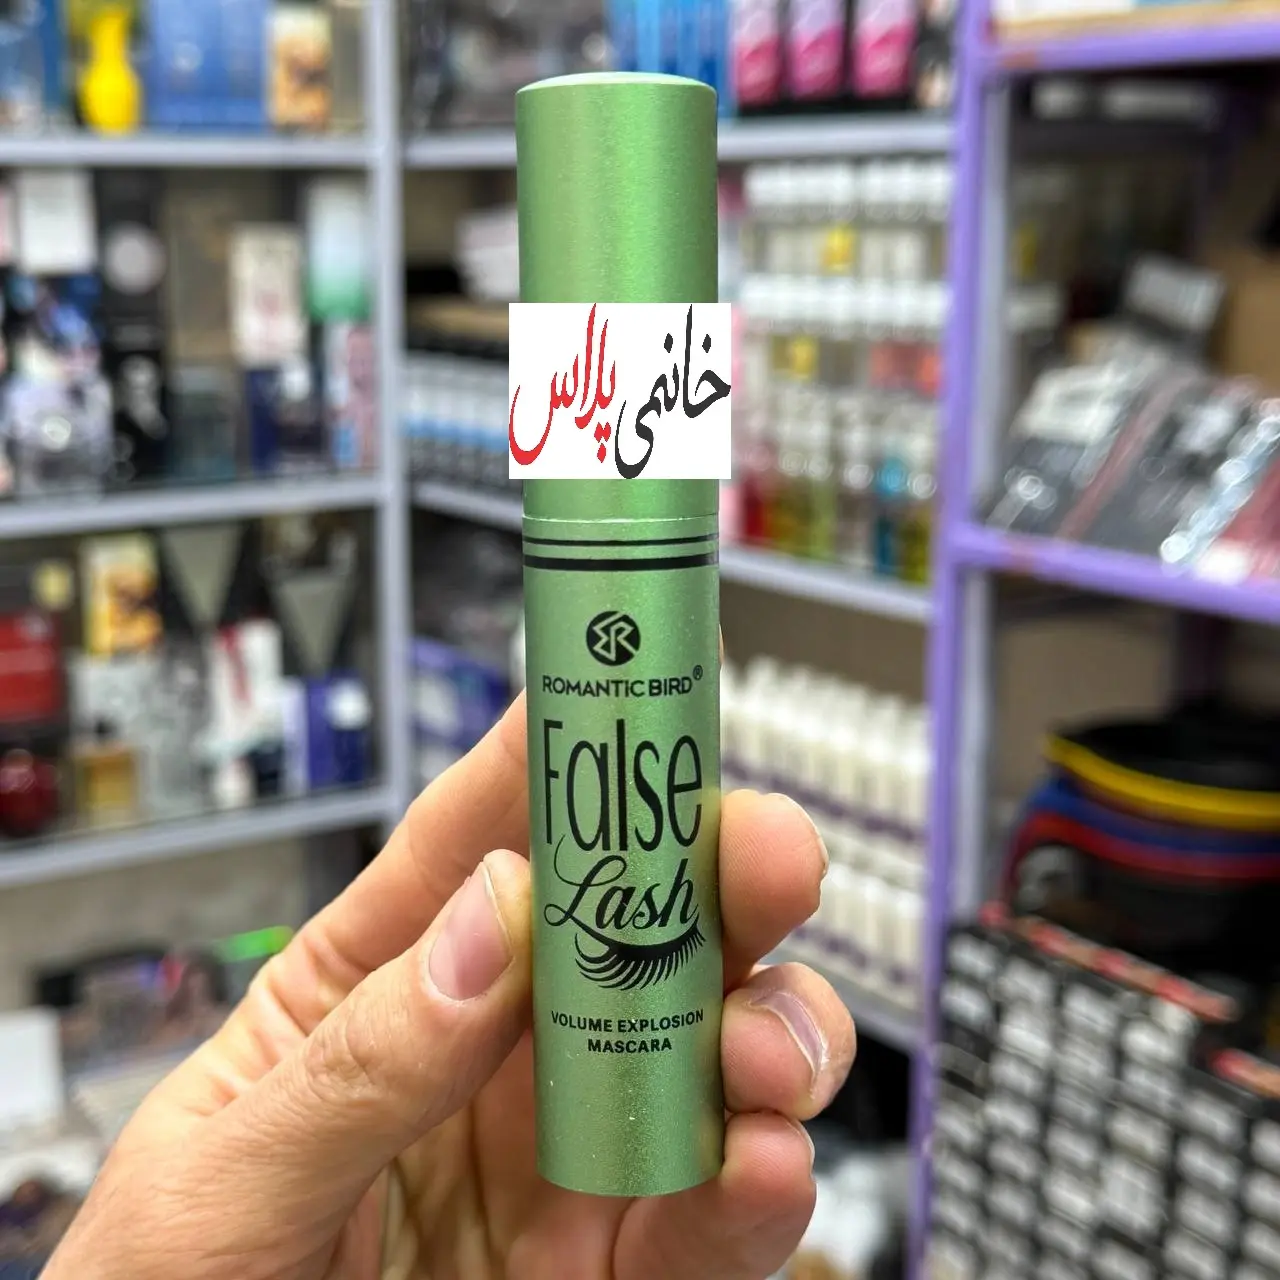 خانمی پلاس
ROMANTIC BIRD®
False
Lash
VOLUME EXPLOSION
MASCARA